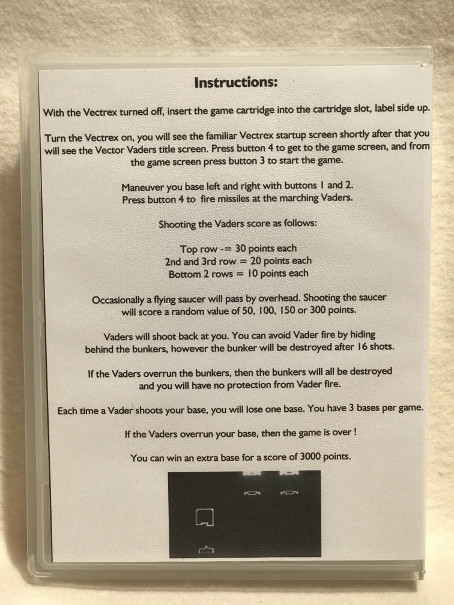 Instructions:
With the Vectrex turned off, insert the game cartridge into the cartridge slot, label side up.
Turn the Vectrex on, you will see the familiar Vectrex startup screen shortly after that you
will see the Vector Vaders title screen. Press button 4 to get to the game screen, and from
the game screen press button 3 to start the game.
Maneuver you base left and right with buttons 1 and 2.
Press button 4 to fire missiles at the marching Vaders.
Shooting the Vaders score as follows:
Top row -= 30 points each
2nd and 3rd row = 20 points each
Bottom 2 rows = 10 points each
Occasionally a flying saucer will pass by overhead. Shooting the saucer
will score a random value of 50, 100, 150 or 300 points.
Vaders will shoot back at you. You can avoid Vader fire by hiding
behind the bunkers, however the bunker will be destroyed after 16 shots.
If the Vaders overrun the bunkers, then the bunkers will all be destroyed
and you will have no protection from Vader fire.
Each time a Vader shoots your base, you will lose one base. You have 3 bases per game.
If the Vaders overrun your base, then the game is over !
You can win an extra base for a score of 3000 points.